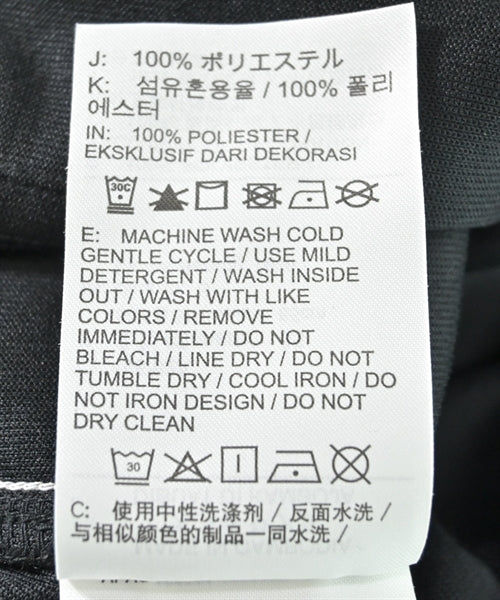 J: 100% ポリエステル
K: 섬유혼용율 / 100% 폴리
에스터
IN: 100% POLIESTER /
EKSKLUSIF DARI DEKORASI
30C
E: MACHINE WASH COLD
GENTLE CYCLE / USE MILD
DETERGENT / WASH INSIDE
OUT / WASH WITH LIKE
COLORS / REMOVE
IMMEDIATELY / DO NOT
BLEACH / LINE DRY / DO NOT
TUMBLE DRY / COOL IRON / DO
NOT IRON DESIGN / DO NOT
DRY CLEAN
30
C: 使用中性洗涤剂 / 反面水洗 /
与相似颜色的制品一同水洗 /